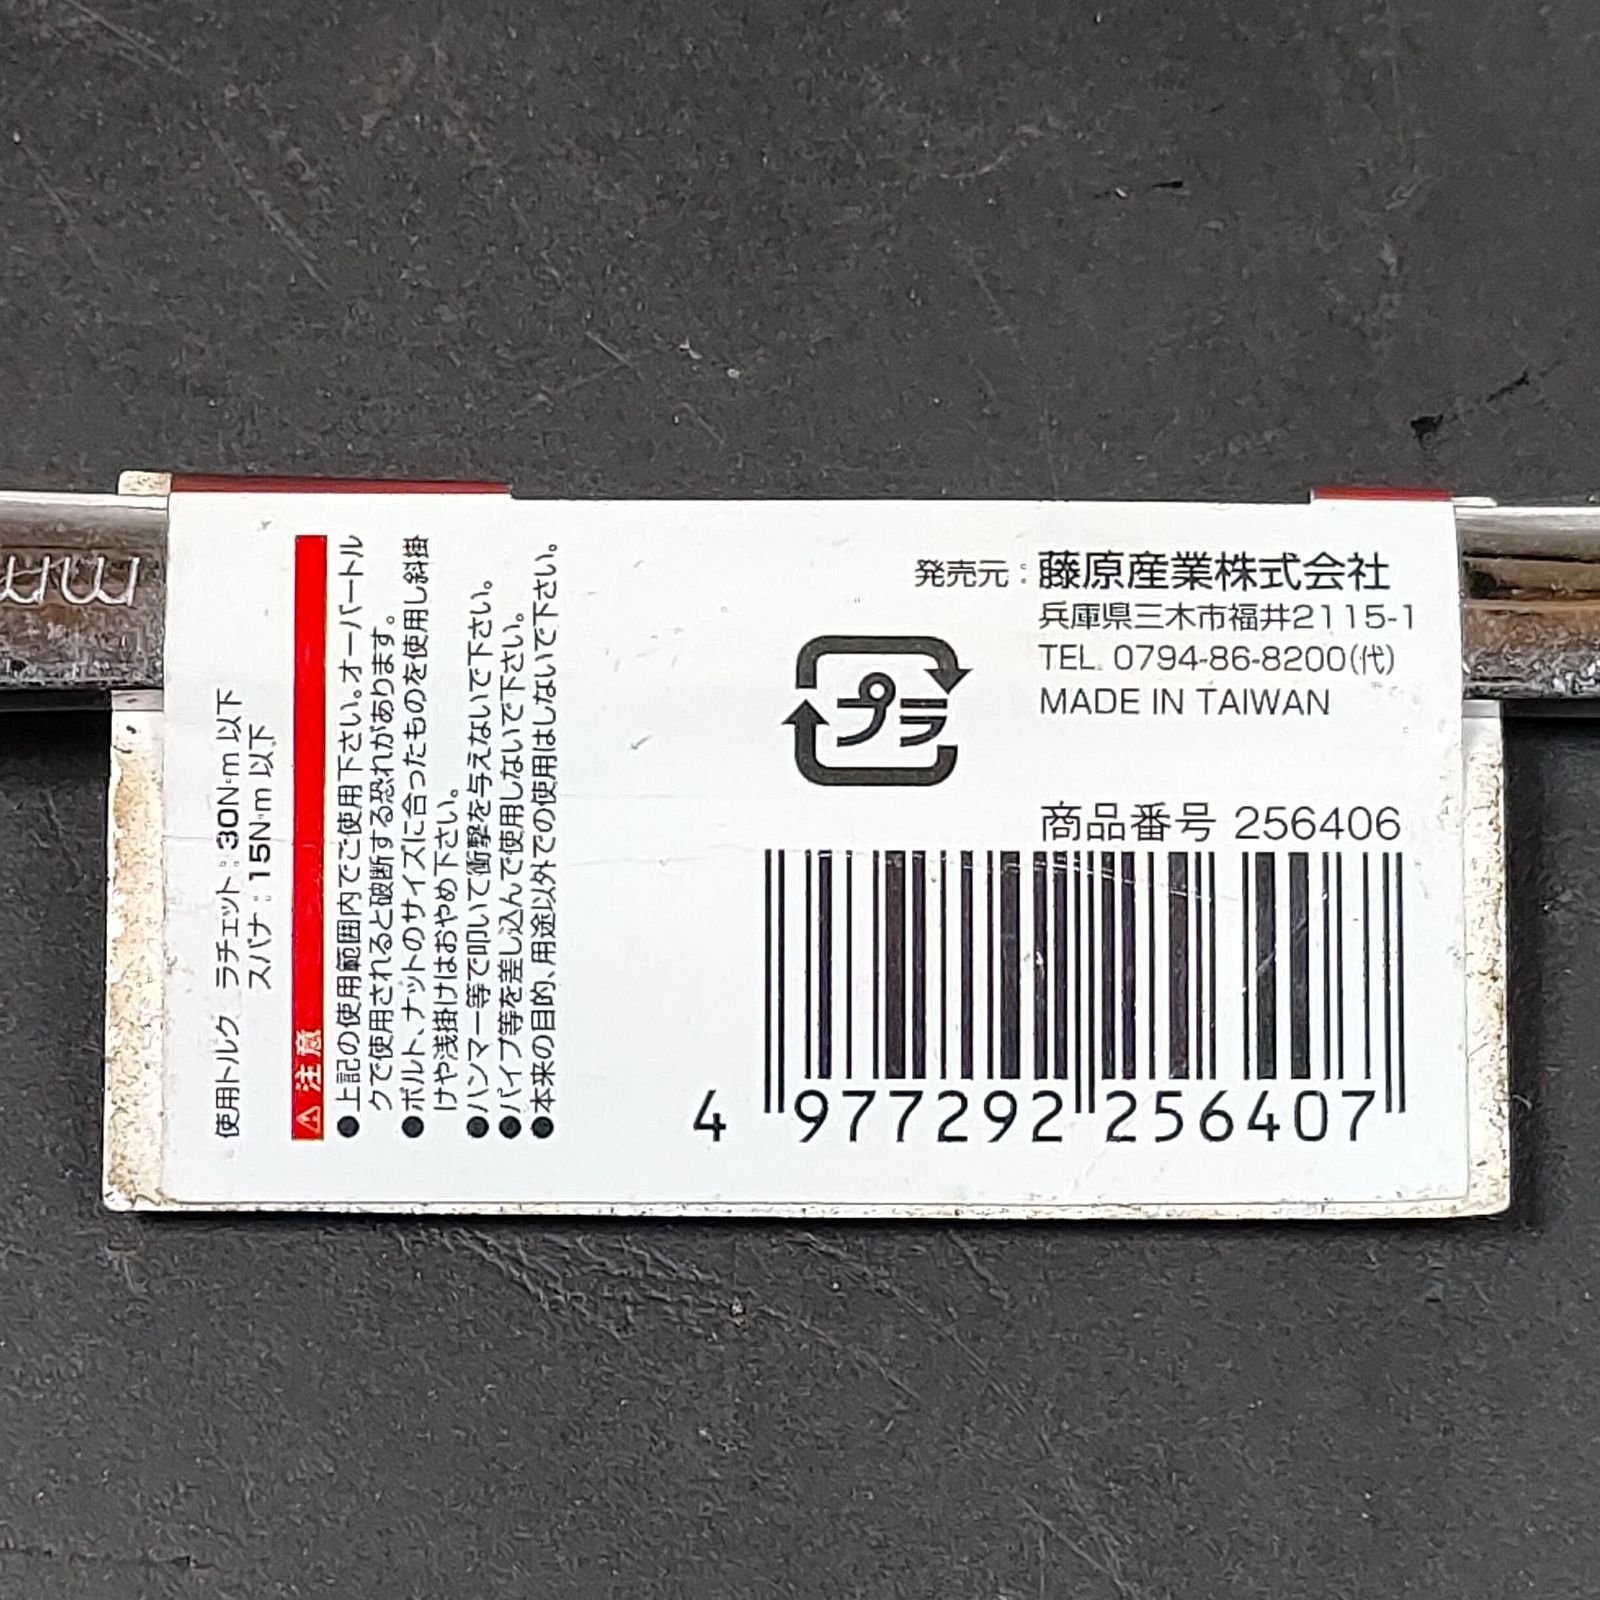 使用トルク ラチェット：30N·m以下
スパナ：15N·m以下
注意
●上記の使用範囲内でご使用下さい。オーバートル
クで使用されると破断する恐れがあります。
●ボルト、ナットのサイズに合ったものを使用し斜掛
けや浅掛けはおやめ下さい。
●ハンマー等で叩いて衝撃を与えないで下さい。
●パイプ等を差し込んで使用しないで下さい。
●本来の目的、用途以外での使用はしないで下さい。
発売元：藤原産業株式会社
兵庫県三木市福井2115-1
TEL. 0794-86-8200(代)
MADE IN TAIWAN
プラ
商品番号 256406
4 977292 256407